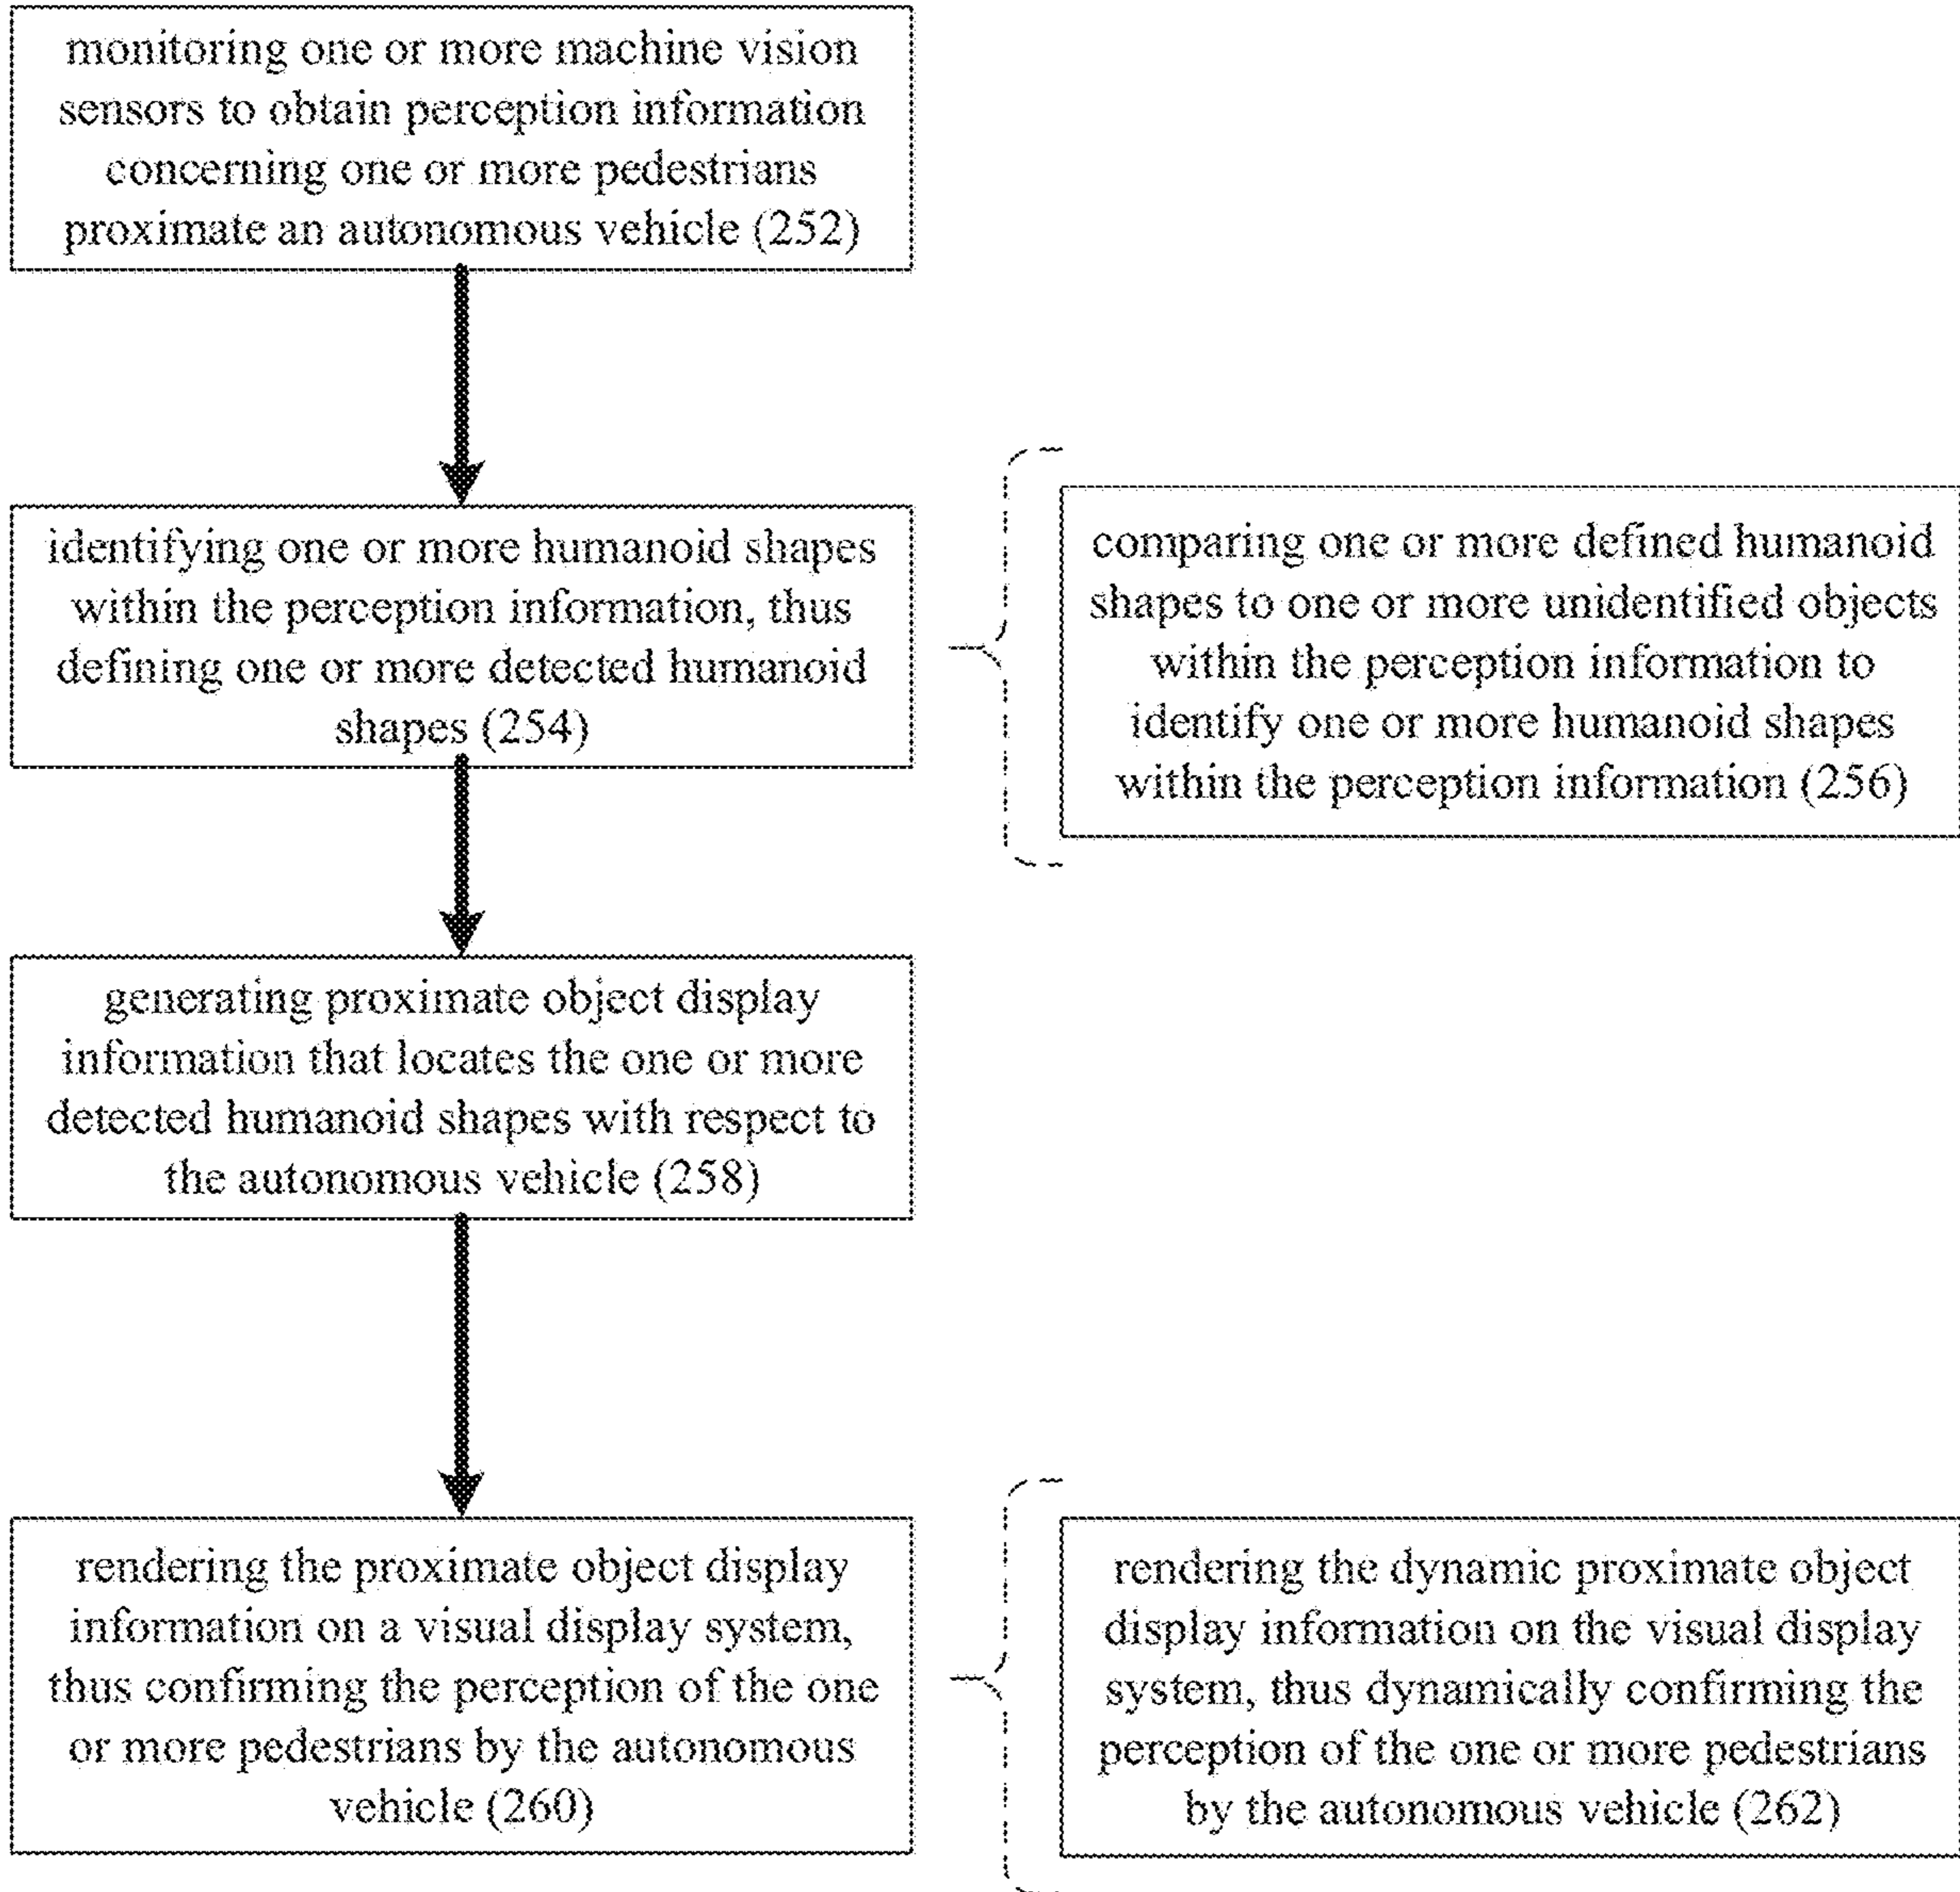 monitoring one or more machine vision
sensors to obtain perception information
concerning one or more pedestrians
proximate an autonomous vehicle (252)
identifying one or more humanoid shapes
within the perception information, thus
defining one or more detected humanoid
shapes (254)
comparing one or more defined humanoid
shapes to one or more unidentified objects
within the perception information to
identify one or more humanoid shapes
within the perception information (256)
generating proximate object display
information that locates the one or more
detected humanoid shapes with respect to
the autonomous vehicle (258)
rendering the proximate object display
information on a visual display system,
thus confirming the perception of the one
or more pedestrians by the autonomous
vehicle (260)
rendering the dynamic proximate object
display information on the visual display
system, thus dynamically confirming the
perception of the one or more pedestrians
by the autonomous vehicle (262)